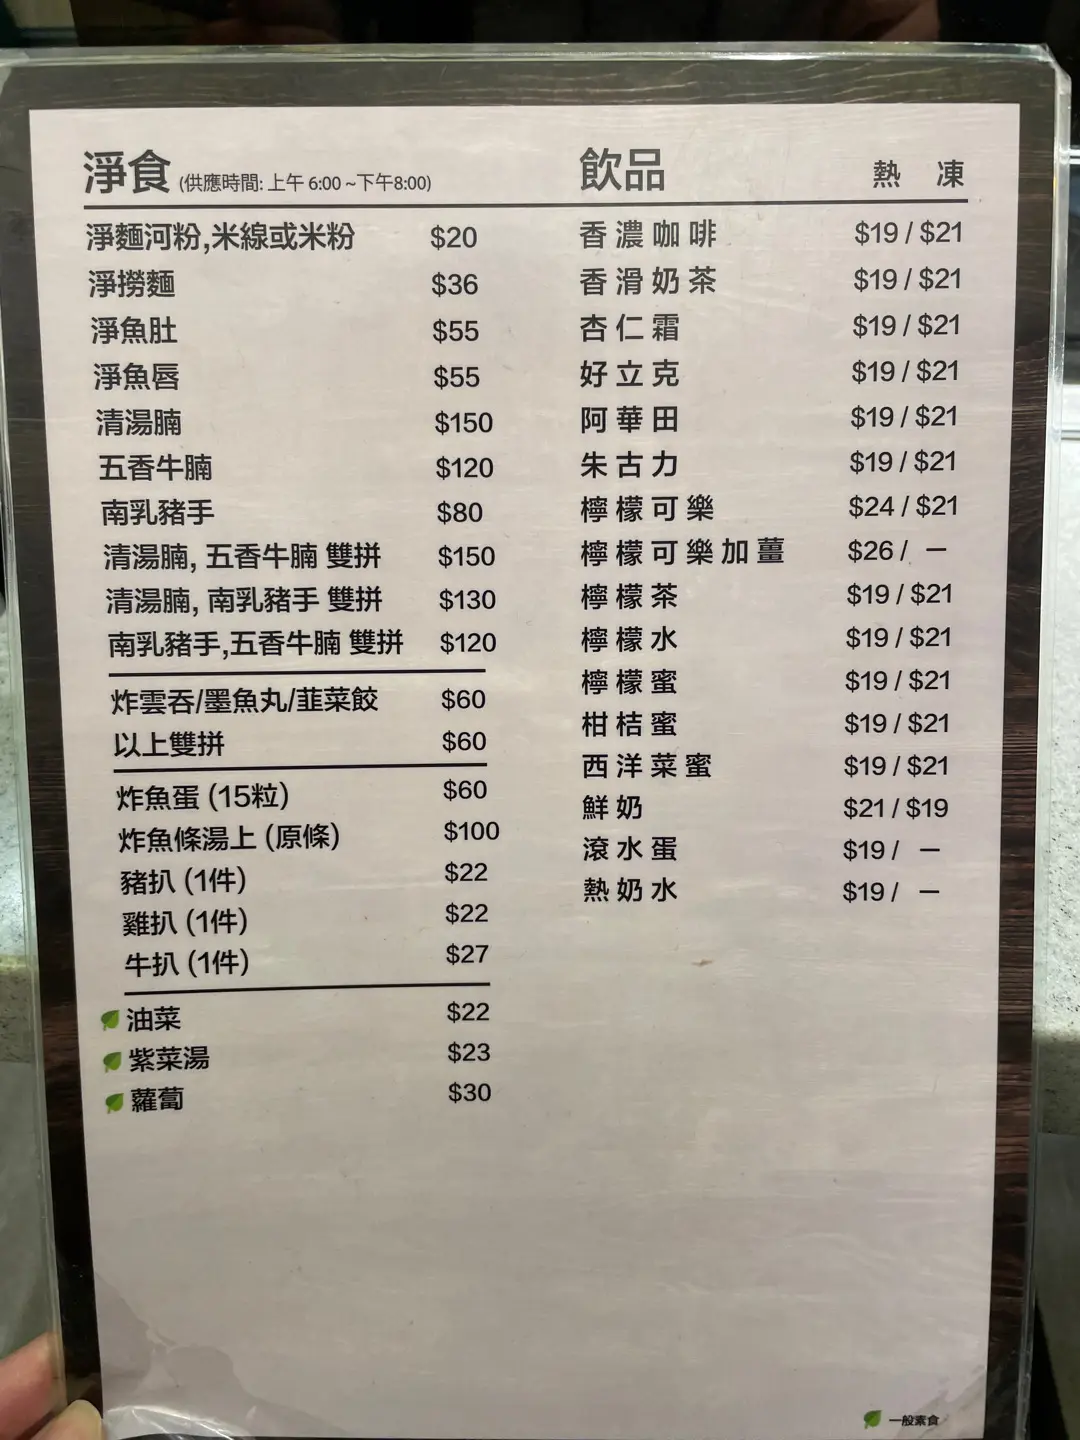 淨食 (供應時間: 上午 6:00 ~下午8:00)
淨麵河粉,米線或米粉 $20
淨撈麵 $36
淨魚肚 $55
淨魚唇 $55
清湯腩 $150
五香牛腩 $120
南乳豬手 $80
清湯腩, 五香牛腩 雙拼 $150
清湯腩, 南乳豬手 雙拼 $130
南乳豬手,五香牛腩 雙拼 $120
炸雲吞/墨魚丸/韮菜餃 $60
以上雙拼 $60
炸魚蛋 (15粒) $60
炸魚條湯上 (原條) $100
豬扒 (1件) $22
雞扒 (1件) $22
牛扒 (1件) $27
油菜 $22
紫菜湯 $23
蘿蔔 $30
飲品 熱 凍
香濃咖啡 $19 / $21
香滑奶茶 $19 / $21
杏仁霜 $19 / $21
好立克 $19 / $21
阿華田 $19 / $21
朱古力 $19 / $21
檸檬可樂 $24 / $21
檸檬可樂加薑 $26 / —
檸檬茶 $19 / $21
檸檬水 $19 / $21
檸檬蜜 $19 / $21
柑桔蜜 $19 / $21
西洋菜蜜 $19 / $21
鮮奶 $21 / $19
滾水蛋 $19 / —
熱奶水 $19 / —
一般素食